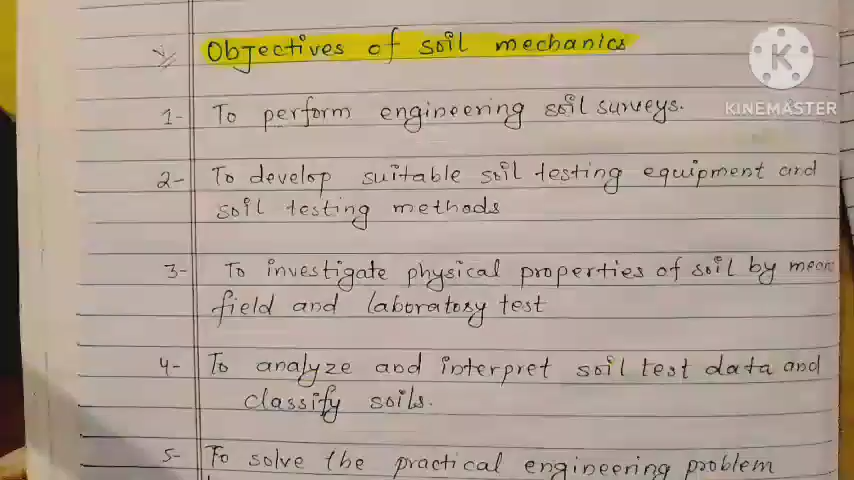 Objectives of soil mechanics
K
KINEMASTER
1- To perform engineering soil surveys.
2- To develop suitable soil testing equipment and
soil testing methods
3- To investigate physical properties of soil by
field and laboratory test
4- To analyze and interpret soil test data and
classify soils.
5- To solve the practical engineering problem